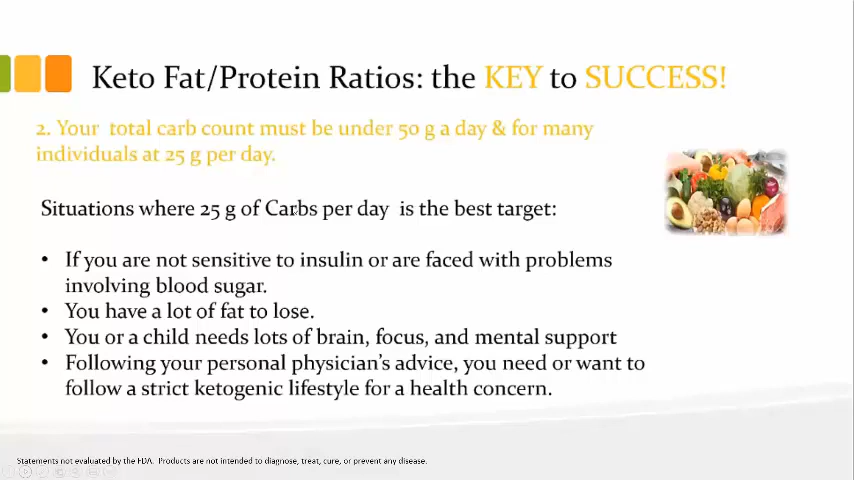 Keto Fat/Protein Ratios: the KEY to SUCCESS!
2. Your total carb count must be under 50 g a day & for many
individuals at 25 g per day.
Situations where 25 g of Carbs per day is the best target:
• If you are not sensitive to insulin or are faced with problems
involving blood sugar.
• You have a lot of fat to lose.
• You or a child needs lots of brain, focus, and mental support
• Following your personal physician's advice, you need or want to
follow a strict ketogenic lifestyle for a health concern.
Statements not evaluated by the FDA. Products are not intended to diagnose, treat, cure, or prevent any disease.